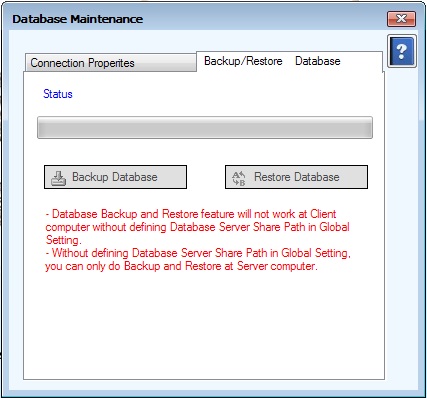 Database Maintenance
?
Connection Properites
Backup/Restore Database
Status
Backup Database
A B Restore Database
- Database Backup and Restore feature will not work at Client
computer without defining Database Server Share Path in Global
Setting.
- Without defining Database Server Share Path in Global Setting,
you can only do Backup and Restore at Server computer.